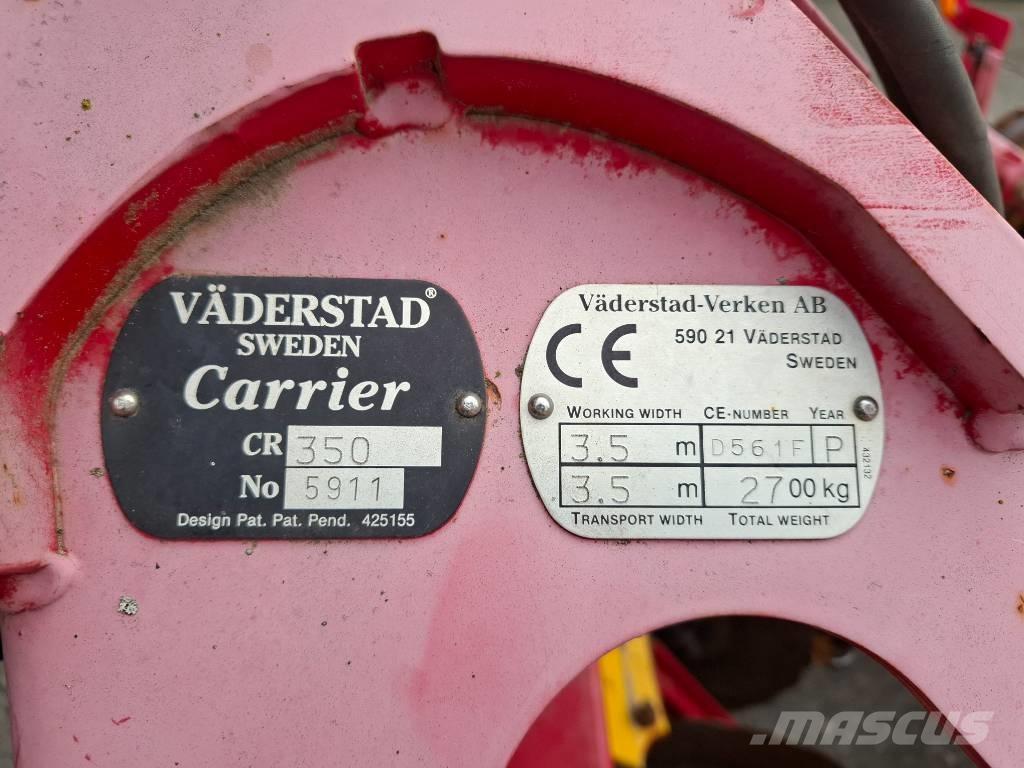 VÄDERSTAD®
SWEDEN
Carrier
CR 350
No 5911
Design Pat. Pat. Pend. 425155
Väderstad-Verken AB
CE
590 21 VÄDERSTAD
SWEDEN
WORKING WIDTH CE-NUMBER YEAR
3.5 m D561F P
3.5 m 2700 kg
TRANSPORT WIDTH TOTAL WEIGHT
432132
MASCUS